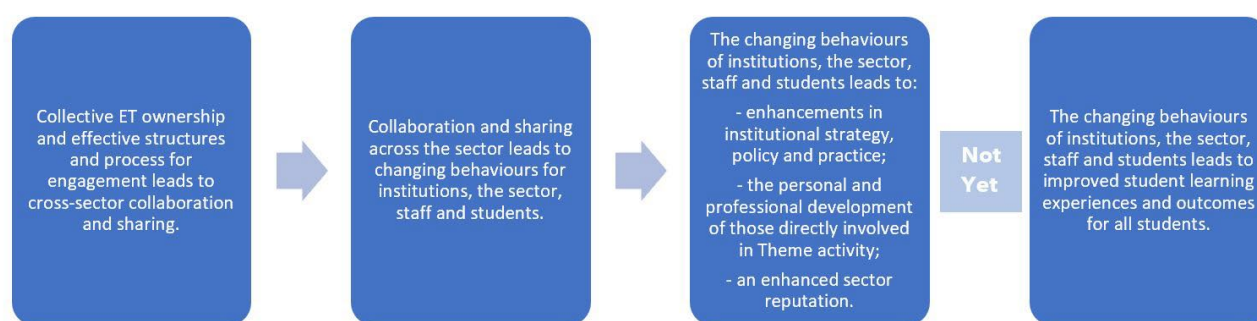 Collective ET ownership
and effective structures
and process for
engagement leads to
cross-sector collaboration
and sharing.
Collaboration and sharing
across the sector leads to
changing behaviours for
institutions, the sector,
staff and students.
The changing behaviours
of institutions, the sector,
staff and students leads to:
- enhancements in
institutional strategy,
policy and practice;
- the personal and
professional development
of those directly involved
in Theme activity;
- an enhanced sector
reputation.
Not
Yet
The changing behaviours
of institutions, the sector,
staff and students leads to
improved student learning
experiences and outcomes
for all students.